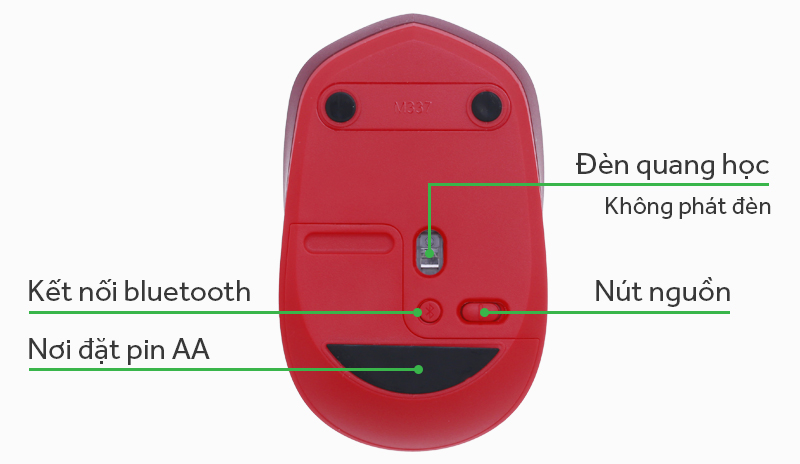 M337
Đèn quang học
Không phát đèn
Kết nối bluetooth
Nút nguồn
Nơi đặt pin AA